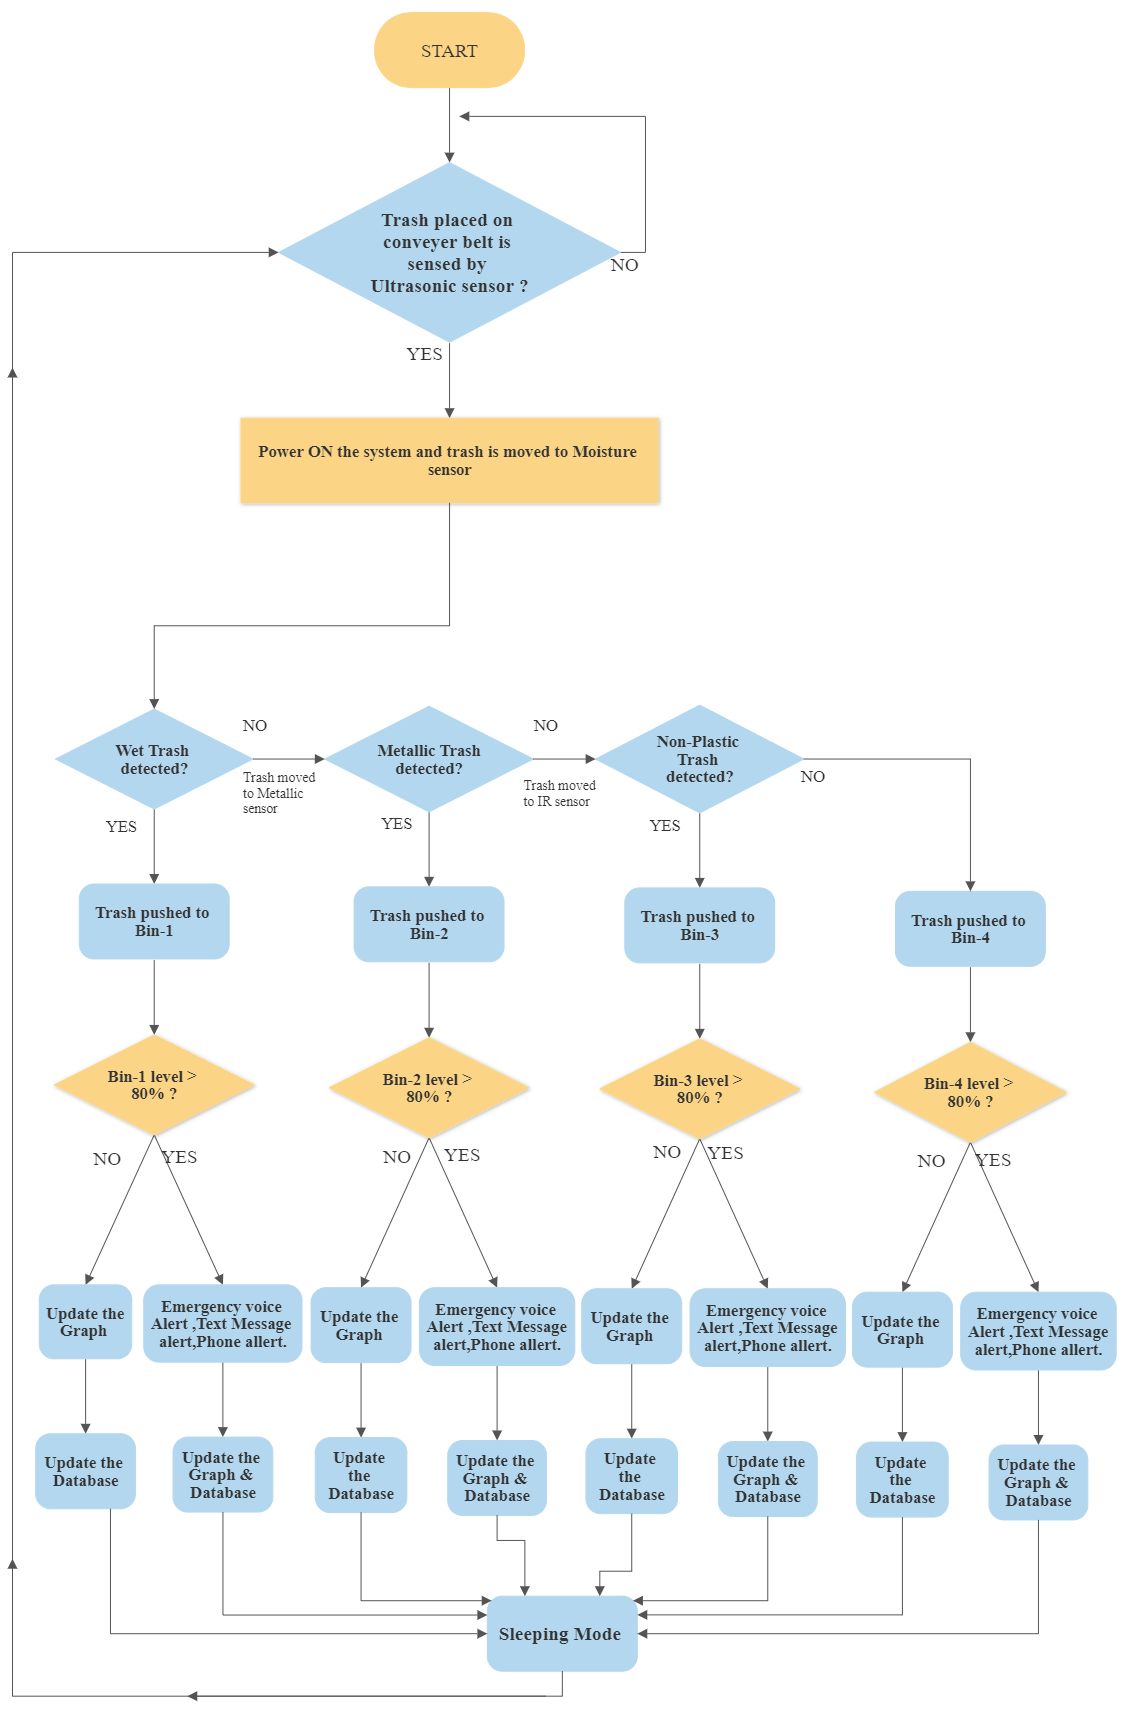 START
Trash placed on
conveyer belt is
sensed by
Ultrasonic sensor ?
NO
YES
Power ON the system and trash is moved to Moisture
sensor
Wet Trash
detected?
NO
Trash moved
to Metallic
sensor
YES
Metallic Trash
detected?
NO
Trash moved
to IR sensor
YES
Non-Plastic
Trash
detected?
NO
YES
Trash pushed to
Bin-1
Trash pushed to
Bin-2
Trash pushed to
Bin-3
Trash pushed to
Bin-4
Bin-1 level >
80% ?
Bin-2 level >
80% ?
Bin-3 level >
80% ?
Bin-4 level >
80% ?
NO
YES
NO
YES
NO
YES
NO
YES
Update the
Graph
Emergency voice
Alert ,Text Message
alert,Phone allert.
Update the
Graph
Emergency voice
Alert ,Text Message
alert,Phone allert.
Update the
Graph
Emergency voice
Alert ,Text Message
alert,Phone allert.
Update the
Graph
Emergency voice
Alert ,Text Message
alert,Phone allert.
Update the
Database
Update the
Graph &
Database
Update
the
Database
Update the
Graph &
Database
Update
the
Database
Update the
Graph &
Database
Update
the
Database
Update the
Graph &
Database
Sleeping Mode